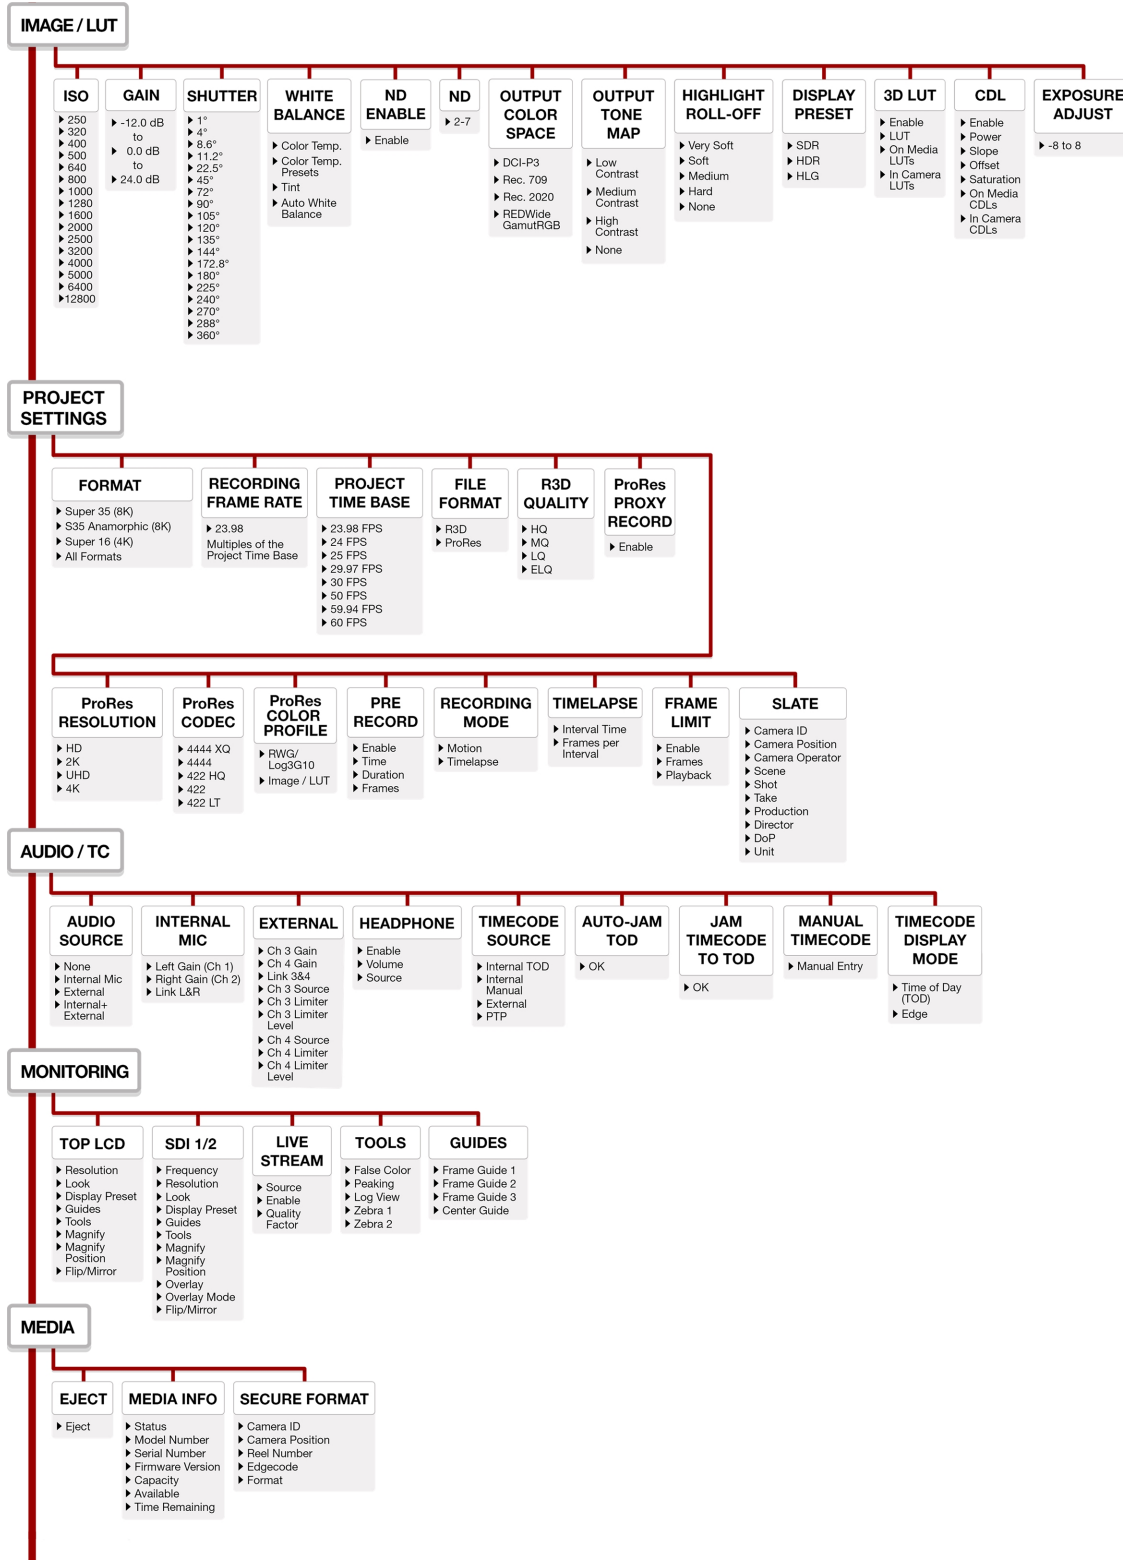 IMAGE / LUT
ISO
250
320
400
500
640
800
1000
1280
1600
2000
2500
3200
4000
5000
6400
12800
GAIN
-12.0 dB
to
0.0 dB
to
24.0 dB
SHUTTER
1°
4°
8.6°
11.2°
22.5°
45°
72°
90°
105°
120°
135°
144°
172.8°
180°
225°
240°
270°
288°
360°
WHITE
BALANCE
Color Temp.
Color Temp.
Presets
Tint
Auto White
Balance
ND
ENABLE
Enable
ND
2-7
OUTPUT
COLOR
SPACE
DCI-P3
Rec. 709
Rec. 2020
REDWide
GamutRGB
OUTPUT
TONE
MAP
Low
Contrast
Medium
Contrast
High
Contrast
None
HIGHLIGHT
ROLL-OFF
Very Soft
Soft
Medium
Hard
None
DISPLAY
PRESET
SDR
HDR
HLG
3D LUT
Enable
LUT
On Media
LUTs
In Camera
LUTs
CDL
Enable
Power
Slope
Offset
Saturation
On Media
CDLs
In Camera
CDLs
EXPOSURE
ADJUST
-8 to 8
PROJECT
SETTINGS
FORMAT
Super 35 (8K)
S35 Anamorphic (8K)
Super 16 (4K)
All Formats
RECORDING
FRAME RATE
23.98
Multiples of the
Project Time Base
PROJECT
TIME BASE
23.98 FPS
24 FPS
25 FPS
29.97 FPS
30 FPS
50 FPS
59.94 FPS
60 FPS
FILE
FORMAT
R3D
ProRes
R3D
QUALITY
HQ
MQ
LQ
ELQ
ProRes
PROXY
RECORD
Enable
ProRes
RESOLUTION
HD
2K
UHD
4K
ProRes
CODEC
4444 XQ
4444
422 HQ
422
422 LT
ProRes
COLOR
PROFILE
RWG/
Log3G10
Image / LUT
PRE
RECORD
Enable
Time
Duration
Frames
RECORDING
MODE
Motion
Timelapse
TIMELAPSE
Interval Time
Frames per
Interval
FRAME
LIMIT
Enable
Frames
Playback
SLATE
Camera ID
Camera Position
Camera Operator
Scene
Shot
Take
Production
Director
DoP
Unit
AUDIO / TC
AUDIO
SOURCE
None
Internal Mic
External
Internal+
External
INTERNAL
MIC
Left Gain (Ch 1)
Right Gain (Ch 2)
Link L&R
EXTERNAL
Ch 3 Gain
Ch 4 Gain
Link 3&4
Ch 3 Source
Ch 3 Limiter
Ch 3 Limiter
Level
Ch 4 Source
Ch 4 Limiter
Ch 4 Limiter
Level
HEADPHONE
Enable
Volume
Source
TIMECODE
SOURCE
Internal TOD
Internal
Manual
External
PTP
AUTO-JAM
TOD
OK
JAM
TIMECODE
TO TOD
OK
MANUAL
TIMECODE
Manual Entry
TIMECODE
DISPLAY
MODE
Time of Day
(TOD)
Edge
MONITORING
TOP LCD
Resolution
Look
Display Preset
Guides
Tools
Magnify
Magnify
Position
Flip/Mirror
SDI 1/2
Frequency
Resolution
Look
Display Preset
Guides
Tools
Magnify
Magnify
Position
Overlay
Overlay Mode
Flip/Mirror
LIVE
STREAM
Source
Enable
Quality
Factor
TOOLS
False Color
Peaking
Log View
Zebra 1
Zebra 2
GUIDES
Frame Guide 1
Frame Guide 2
Frame Guide 3
Center Guide
MEDIA
EJECT
Eject
MEDIA INFO
Status
Model Number
Serial Number
Firmware Version
Capacity
Available
Time Remaining
SECURE FORMAT
Camera ID
Camera Position
Reel Number
Edgecode
Format